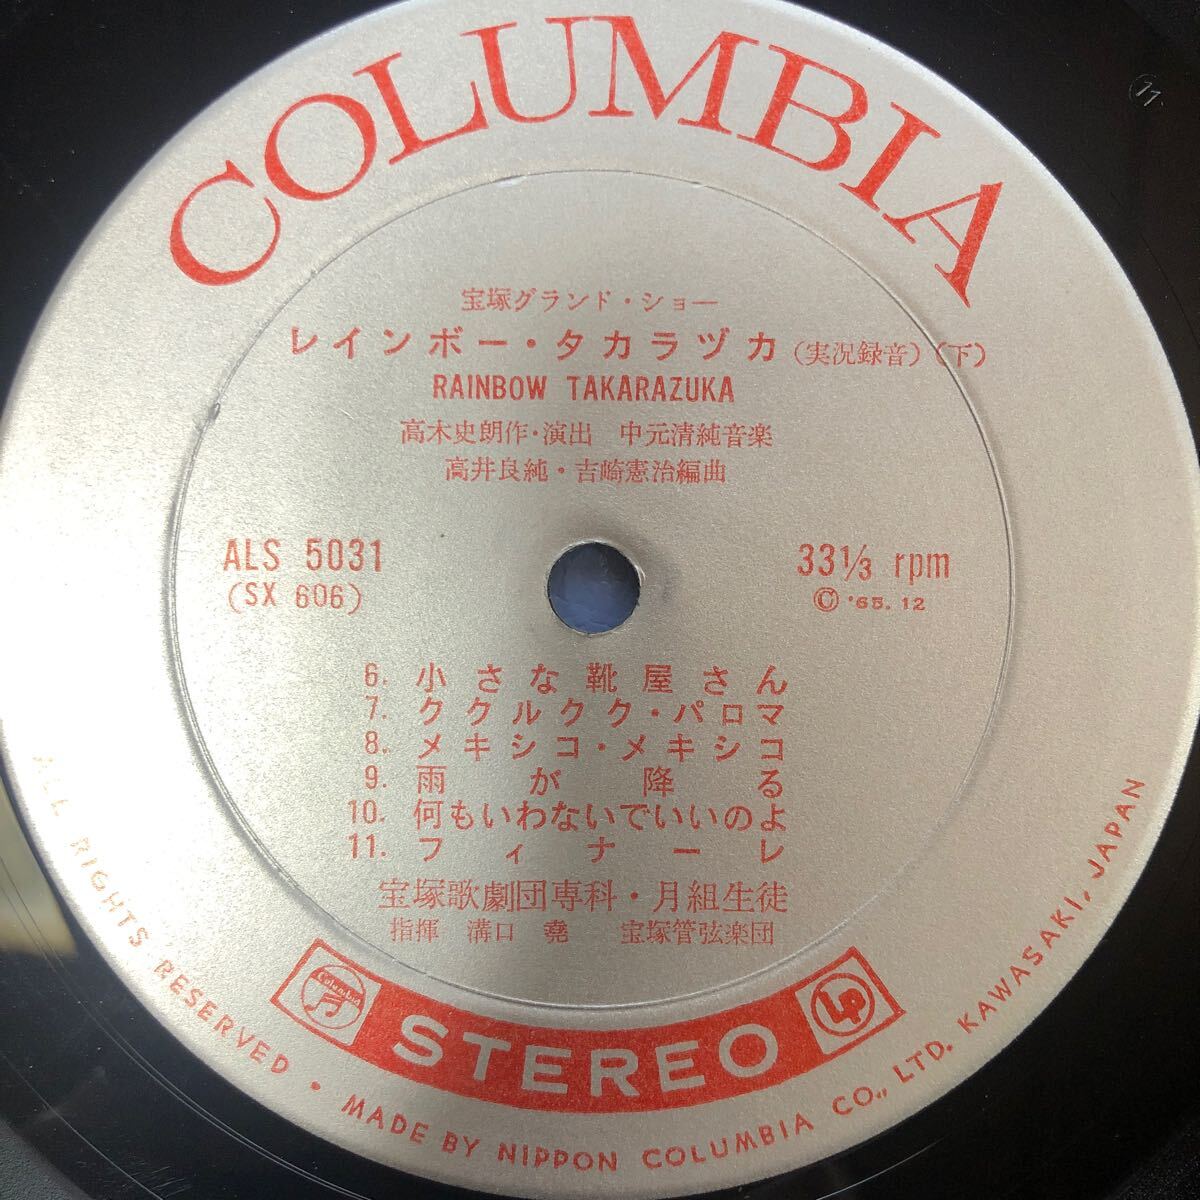 COLUMBIA
宝塚グランド・ショー
レインボー・タカラヅカ(実況録音)(下)
RAINBOW TAKARAZUKA
高木史朗作・演出 中元清純音楽
高井良純・吉崎憲治編曲
ALS 5031
(SX 606)
33⅓ rpm
Ⓒ '65.12
6. 小さな靴屋さん
7. ククルクク・パロマ
8. メキシコ・メキシコ
9. 雨が降る
10. 何もいわないでいいのよ
11. フィナーレ
宝塚歌劇団専科・月組生徒
指揮 溝口 堯 宝塚管弦楽団
Columbia
STEREO
LP
ALL RIGHTS RESERVED・MADE BY NIPPON COLUMBIA CO., LTD. KAWASAKI, JAPAN
11